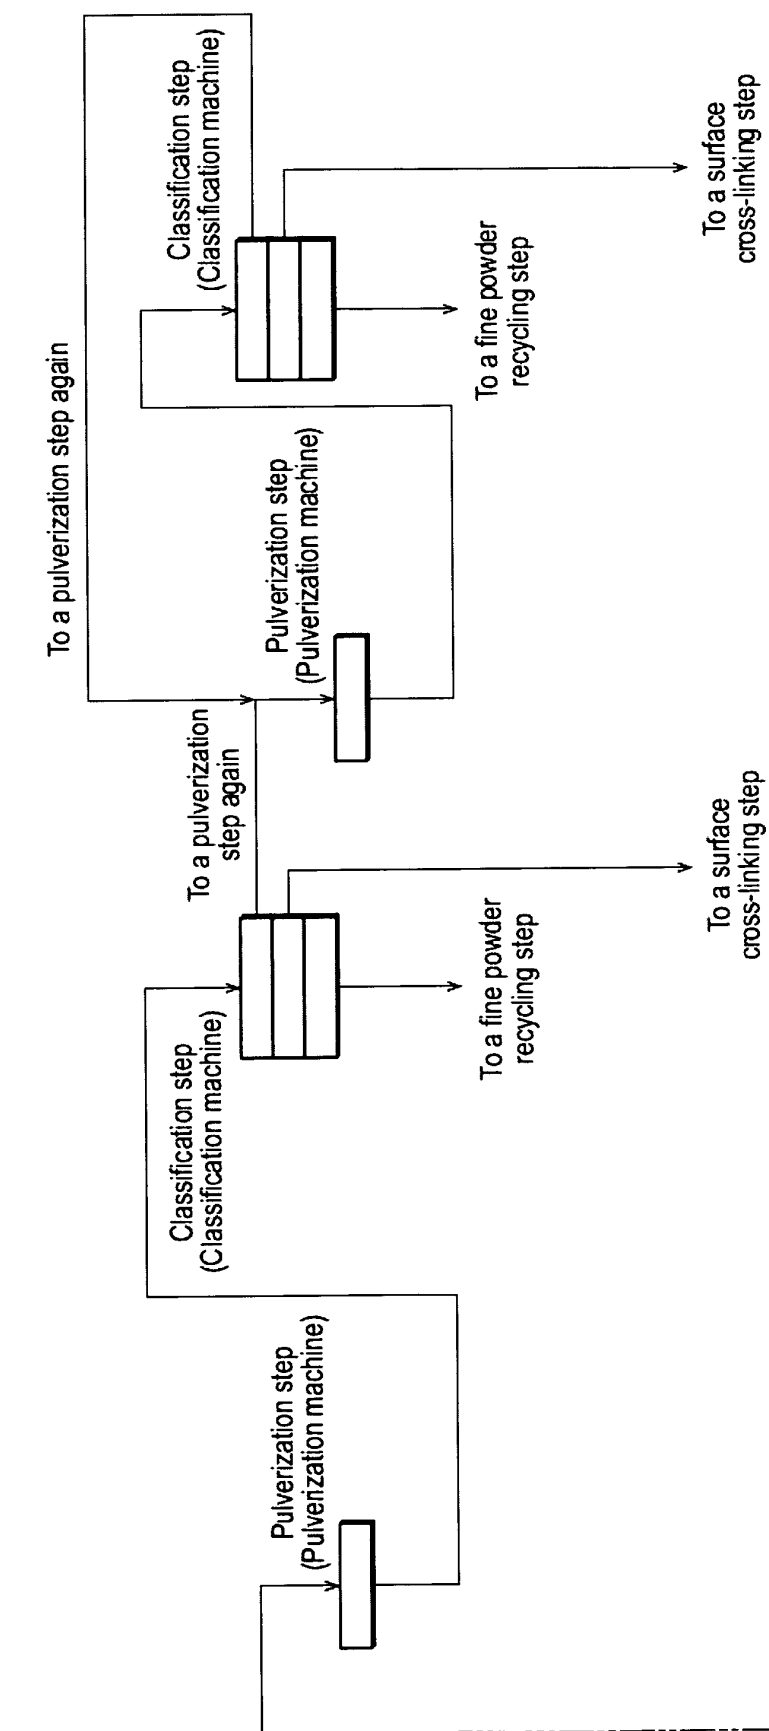 Pulverization step
(Pulverization machine)
Classification step
(Classification machine)
To a fine powder
recycling step
To a surface
cross-linking step
To a pulverization
step again
Pulverization step
(Pulverization machine)
To a pulverization step again
Classification step
(Classification machine)
To a fine powder
recycling step
To a surface
cross-linking step